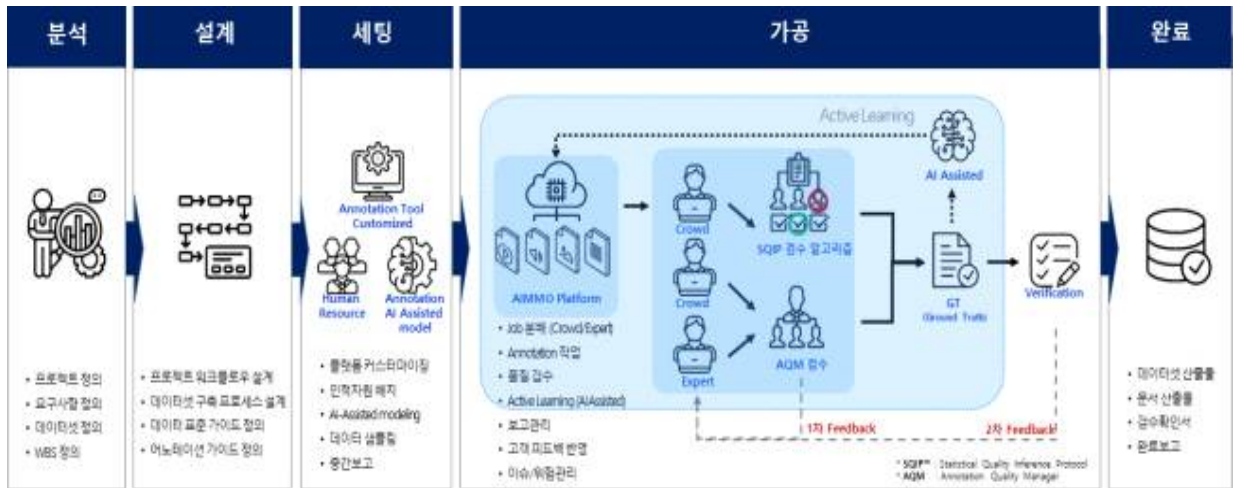 분석
설계
세팅
가공
완료
Annotation Tool
Customized
Human
Resource
Annotation
AI Assisted
model
Active Learning
AI Assisted
AIMMO Platform
Crowd
Crowd
Expert
SQIP 검수 알고리즘
AQM 검수
GT
(Ground Truth)
Verification
1차 Feedback
2차 Feedback
• 프로젝트 정의
• 요구사항 정의
• 데이터셋 정의
• WBS 정의
• 프로젝트 워크플로우 설계
• 데이터셋 구축 프로세스 설계
• 데이터 표준 가이드 정의
• 어노테이션 가이드 정의
• 플랫폼 커스터마이징
• 인적자원 배치
• AI-Assisted modeling
• 데이터 샘플링
• 중간보고
• Job 분배 (Crowd/Expert)
• Annotation 작업
• 품질 검수
• Active Learning (AI Assisted)
• 보고관리
• 고객 피드백 반영
• 이슈/위험관리
* SQIP™ : Statistical Quality Inference Protocol
* AQM : Annotation Quality Manager
• 데이터셋 산출물
• 문서 산출물
• 검수확인서
• 완료보고